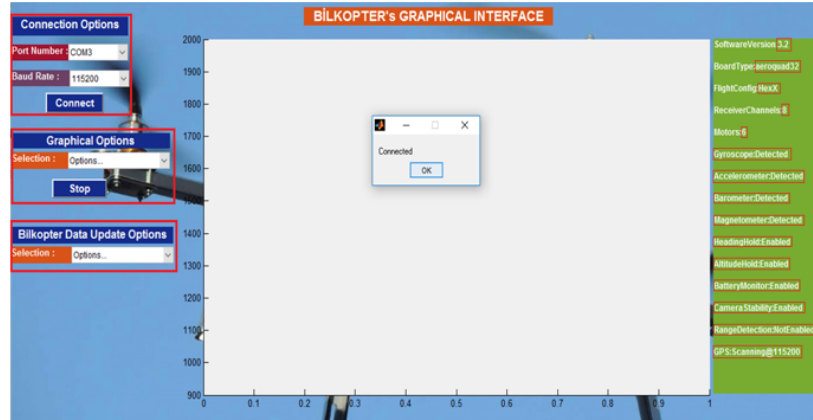 BİLKOPTER's GRAPHICAL INTERFACE
Connection Options
Port Number : COM3
Baud Rate : 115200
Connect
Graphical Options
Selection : Options...
Stop
Bilkopter Data Update Options
Selection : Options...
2000
1900
1800
1700
1600
1500
1400
1300
1200
1100
1000
900
0 0.1 0.2 0.3 0.4 0.5 0.6 0.7 0.8 0.9 1
Connected
OK
SoftwareVersion:3.2
BoardType:aeroquad32
FlightConfig:HexX
ReceiverChannels:8
Motors:6
Gyroscope:Detected
Accelerometer:Detected
Barometer:Detected
Magnetometer:Detected
HeadingHold:Enabled
AltitudeHold:Enabled
BatteryMonitor:Enabled
CameraStability:Enabled
RangeDetection:NotEnabled
GPS:Scanning@115200